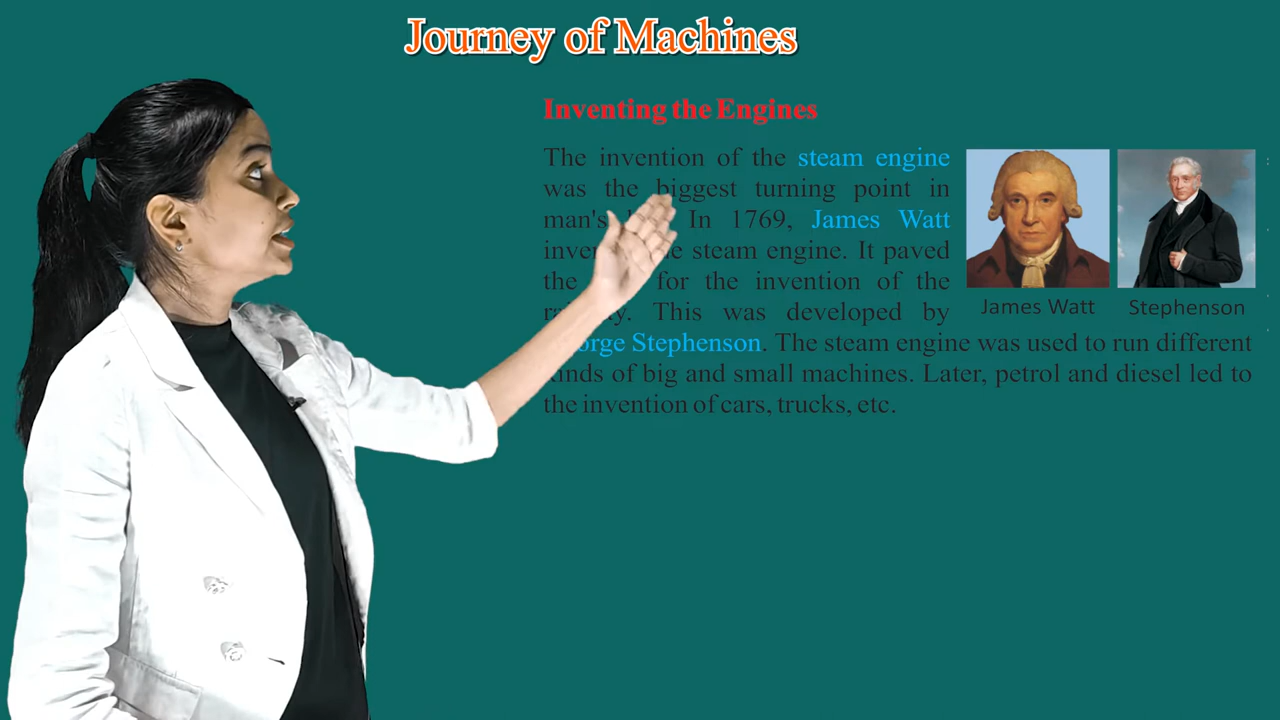 Journey of Machines
Inventing the Engines
The invention of the steam engine
was the biggest turning point in
man's In 1769, James Watt
steam engine. It paved
the for the invention of the
This was developed by
Stephenson. The steam engine was used to run different
of big and small machines. Later, petrol and diesel led to
the invention of cars, trucks, etc.
James Watt
Stephenson